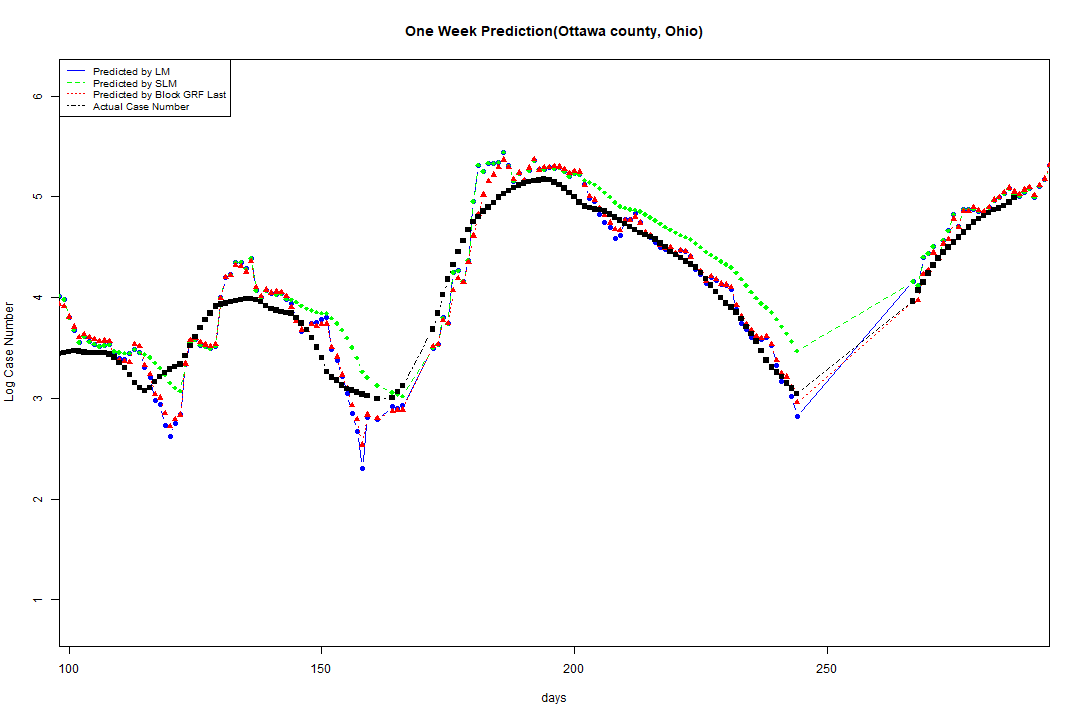 One Week Prediction(Ottawa county, Ohio)
Predicted by LM
Predicted by SLM
Predicted by Block GRF Last
Actual Case Number
6
5
4
3
2
1
Log Case Number
100 150 200 250
days